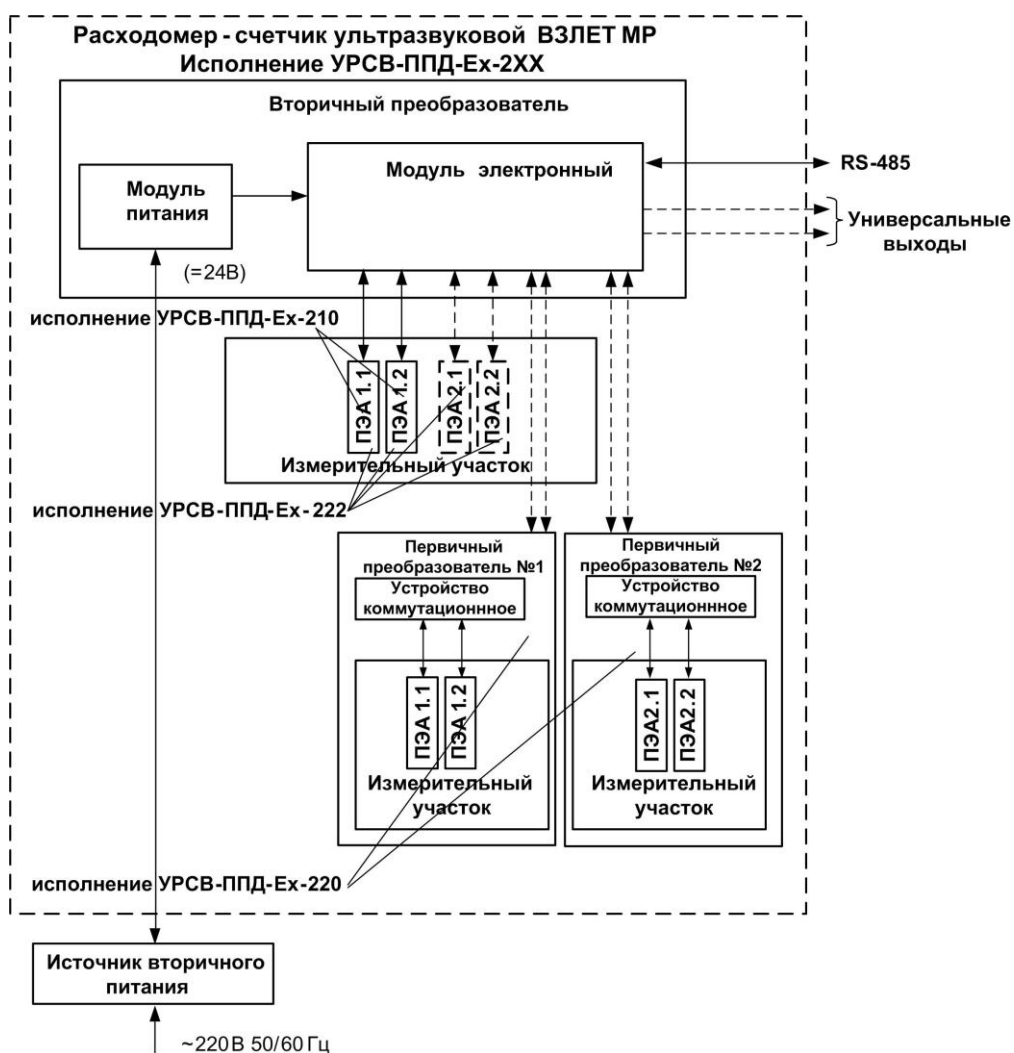 Расходомер - счетчик ультразвуковой ВЗЛЕТ МР
Исполнение УРСВ-ППД-Ех-2ХХ
Вторичный преобразователь
Модуль электронный
Модуль
питания
(=24В)
RS-485
Универсальные
выходы
исполнение УРСВ-ППД-Ех-210
ПЭА 1.1
ПЭА 1.2
ПЭА 2.1
ПЭА 2.2
Измерительный участок
исполнение УРСВ-ППД-Ех-222
Первичный
преобразователь №1
Устройство
коммутационнное
ПЭА 1.1
ПЭА 1.2
Измерительный
участок
Первичный
преобразователь №2
Устройство
коммутационнное
ПЭА2.1
ПЭА2.2
Измерительный
участок
исполнение УРСВ-ППД-Ех-220
Источник вторичного
питания
~220В 50/60 Гц